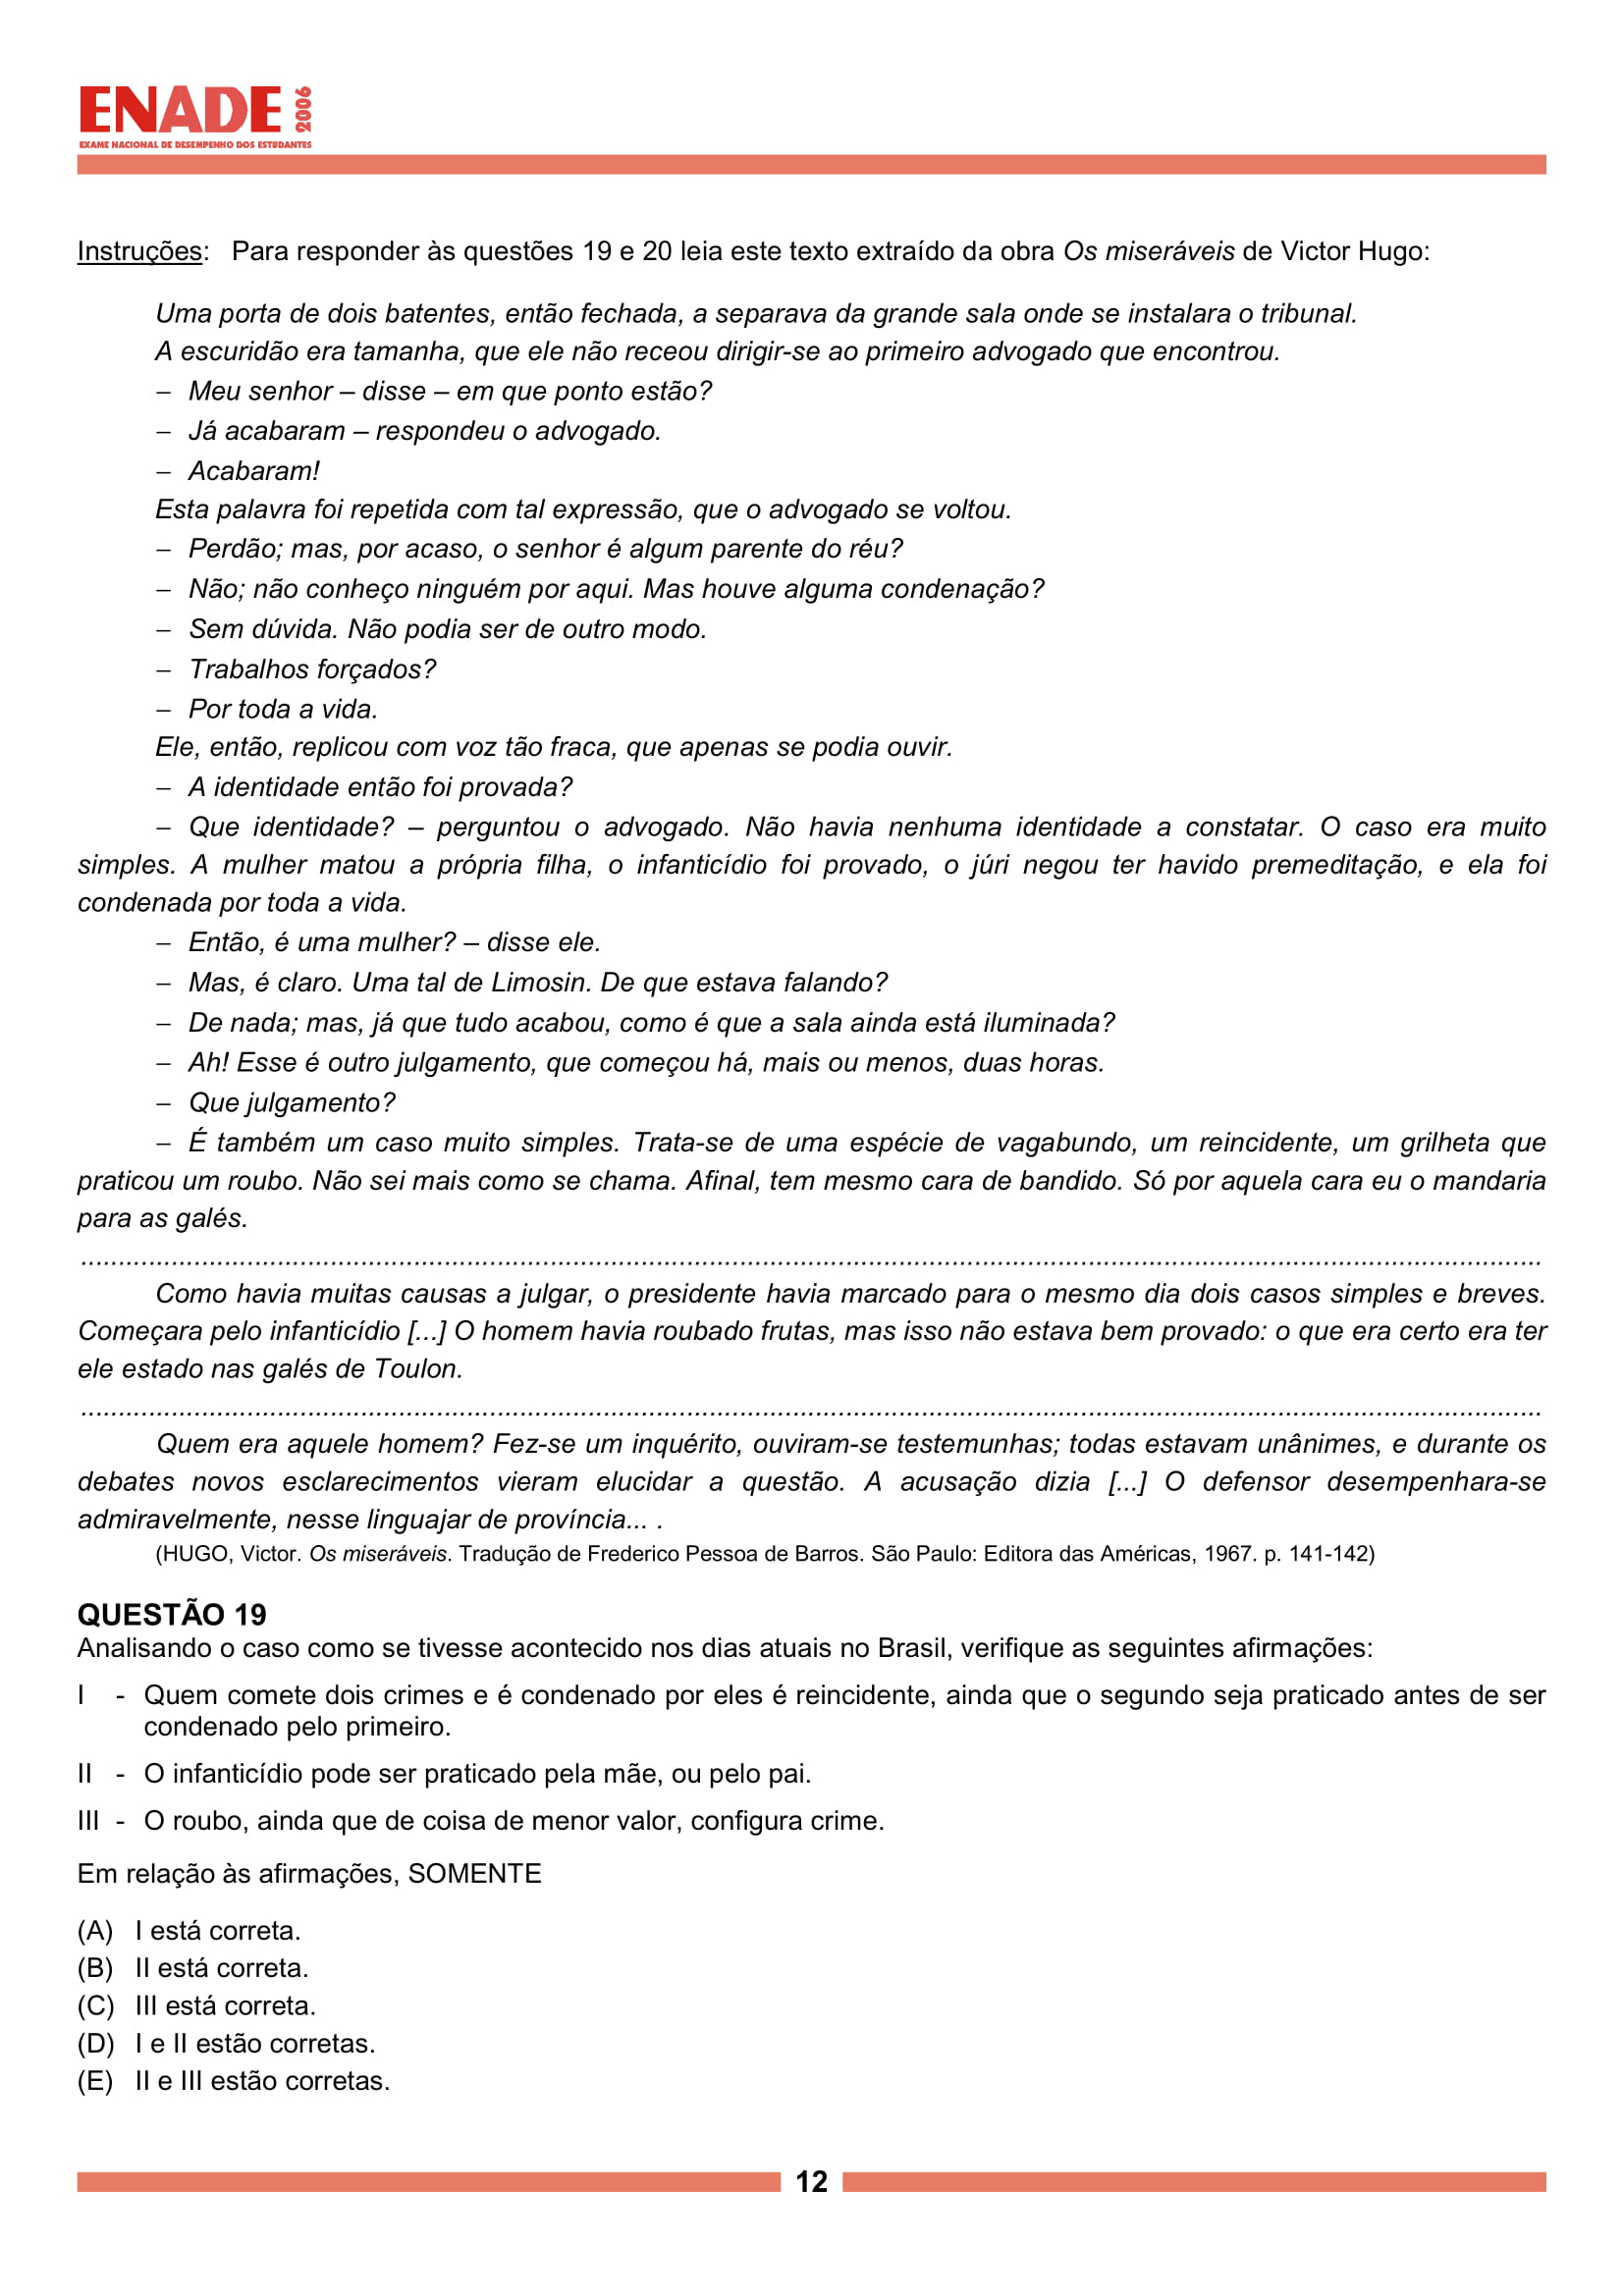 ENADE 2006
EXAME NACIONAL DE DESEMPENHO DOS ESTUDANTES
Instruções: Para responder às questões 19 e 20 leia este texto extraído da obra Os miseráveis de Victor Hugo:
Uma porta de dois batentes, então fechada, a separava da grande sala onde se instalara o tribunal.
A escuridão era tamanha, que ele não receou dirigir-se ao primeiro advogado que encontrou.
– Meu senhor – disse – em que ponto estão?
– Já acabaram – respondeu o advogado.
– Acabaram!
Esta palavra foi repetida com tal expressão, que o advogado se voltou.
– Perdão; mas, por acaso, o senhor é algum parente do réu?
– Não; não conheço ninguém por aqui. Mas houve alguma condenação?
– Sem dúvida. Não podia ser de outro modo.
– Trabalhos forçados?
– Por toda a vida.
Ele, então, replicou com voz tão fraca, que apenas se podia ouvir.
– A identidade então foi provada?
– Que identidade? – perguntou o advogado. Não havia nenhuma identidade a constatar. O caso era muito
simples. A mulher matou a própria filha, o infanticídio foi provado, o júri negou ter havido premeditação, e ela foi
condenada por toda a vida.
– Então, é uma mulher? – disse ele.
– Mas, é claro. Uma tal de Limosin. De que estava falando?
– De nada; mas, já que tudo acabou, como é que a sala ainda está iluminada?
– Ah! Esse é outro julgamento, que começou há, mais ou menos, duas horas.
– Que julgamento?
– É também um caso muito simples. Trata-se de uma espécie de vagabundo, um reincidente, um grilheta que
praticou um roubo. Não sei mais como se chama. Afinal, tem mesmo cara de bandido. Só por aquela cara eu o mandaria
para as galés.
....................................................................................................
Como havia muitas causas a julgar, o presidente havia marcado para o mesmo dia dois casos simples e breves.
Começara pelo infanticídio [...] O homem havia roubado frutas, mas isso não estava bem provado: o que era certo era ter
ele estado nas galés de Toulon.
....................................................................................................
Quem era aquele homem? Fez-se um inquérito, ouviram-se testemunhas; todas estavam unânimes, e durante os
debates novos esclarecimentos vieram elucidar a questão. A acusação dizia [...] O defensor desempenhara-se
admiravelmente, nesse linguajar de província... .
(HUGO, Victor. Os miseráveis. Tradução de Frederico Pessoa de Barros. São Paulo: Editora das Américas, 1967. p. 141-142)
QUESTÃO 19
Analisando o caso como se tivesse acontecido nos dias atuais no Brasil, verifique as seguintes afirmações:
I - Quem comete dois crimes e é condenado por eles é reincidente, ainda que o segundo seja praticado antes de ser
condenado pelo primeiro.
II - O infanticídio pode ser praticado pela mãe, ou pelo pai.
III - O roubo, ainda que de coisa de menor valor, configura crime.
Em relação às afirmações, SOMENTE
(A) I está correta.
(B) II está correta.
(C) III está correta.
(D) I e II estão corretas.
(E) II e III estão corretas.
12